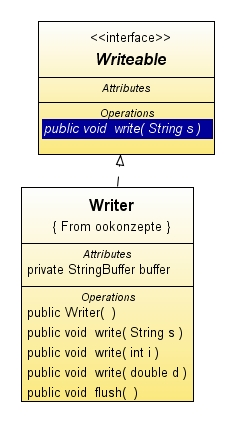 <<interface>>
Writeable
Attributes
Operations
public void write( String s )
Writer
{ From ookonzepte }
Attributes
private StringBuffer buffer
Operations
public Writer( )
public void write( String s )
public void write( int i )
public void write( double d )
public void flush( )